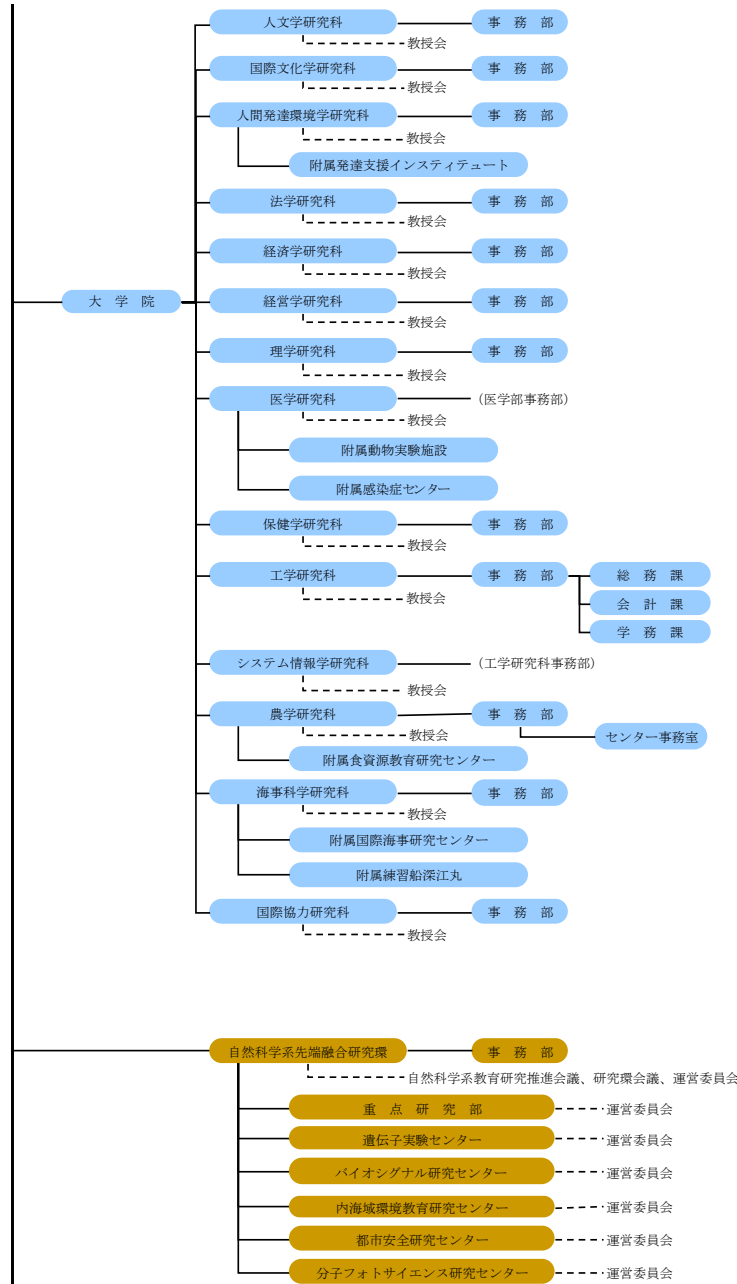 人文学研究科 事 務 部
教授会
国際文化学研究科 事 務 部
教授会
人間発達環境学研究科 事 務 部
教授会
附属発達支援インスティテュート
法学研究科 事 務 部
教授会
経済学研究科 事 務 部
教授会
大 学 院 経営学研究科 事 務 部
教授会
理学研究科 事 務 部
教授会
医学研究科 （医学部事務部）
教授会
附属動物実験施設
附属感染症センター
保健学研究科 事 務 部
教授会
工学研究科 事 務 部 総 務 課
教授会
会 計 課
学 務 課
システム情報学研究科 （工学研究科事務部）
教授会
農学研究科 事 務 部
教授会
センター事務室
附属食資源教育研究センター
海事科学研究科 事 務 部
教授会
附属国際海事研究センター
附属練習船深江丸
国際協力研究科 事 務 部
教授会
自然科学系先端融合研究環 事 務 部
自然科学系教育研究推進会議、研究環会議、運営委員会
重 点 研 究 部 運営委員会
遺伝子実験センター 運営委員会
バイオシグナル研究センター 運営委員会
内海域環境教育研究センター 運営委員会
都市安全研究センター 運営委員会
分子フォトサイエンス研究センター 運営委員会